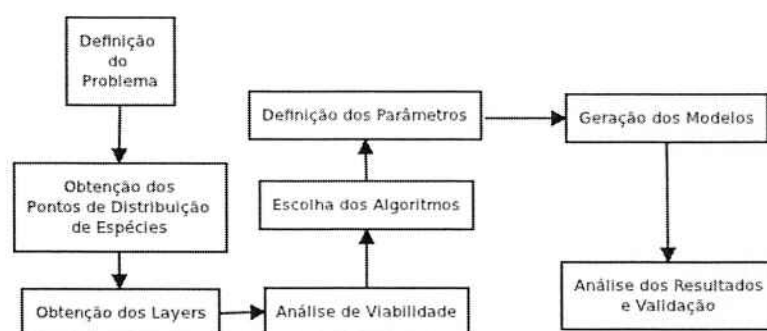 Definição
do
Problema
Obtenção dos
Pontos de Distribuição
de Espécies
Obtenção dos Layers
Análise de Viabilidade
Escolha dos Algoritmos
Definição dos Parâmetros
Geração dos Modelos
Análise dos Resultados
e Validação